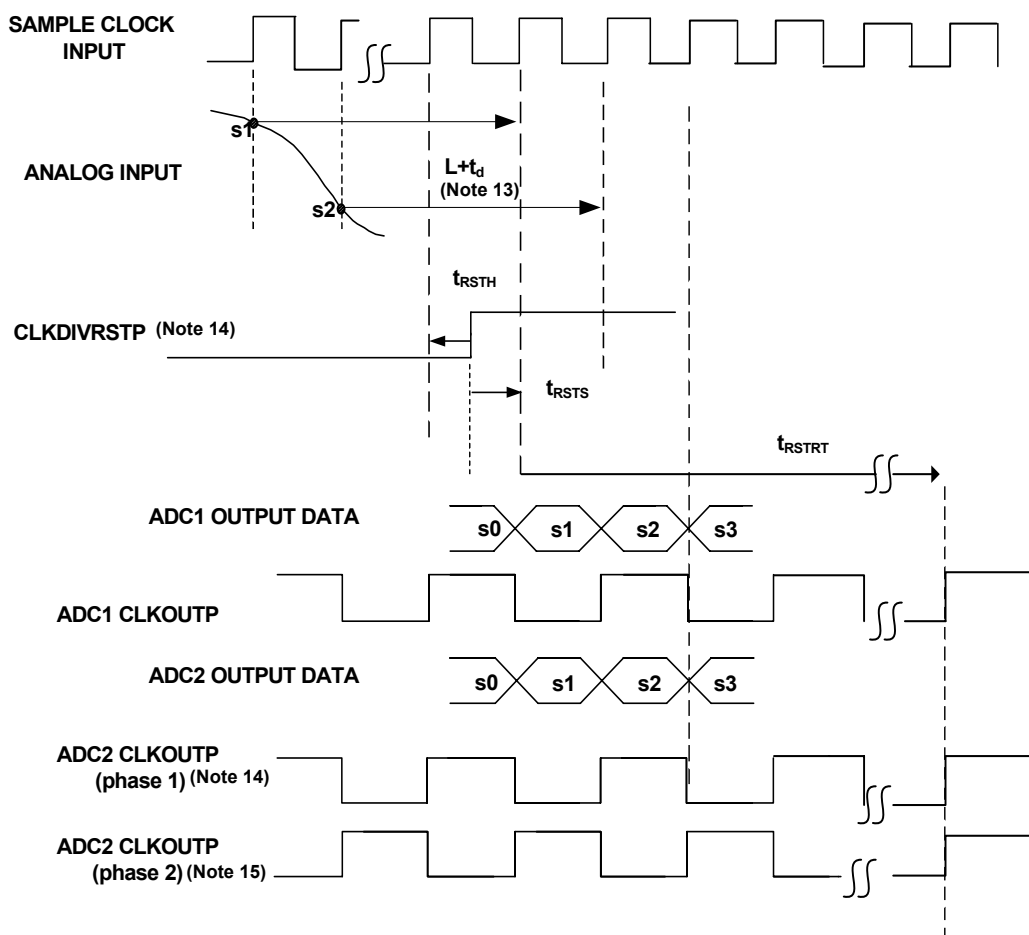 SAMPLE CLOCK
INPUT
s1
ANALOG INPUT
L+td
(Note 13)
s2
tRSTH
CLKDIVRSTP (Note 14)
tRSTS
tRSTRT
ADC1 OUTPUT DATA
s0 s1 s2 s3
ADC1 CLKOUTP
ADC2 OUTPUT DATA
s0 s1 s2 s3
ADC2 CLKOUTP
(phase 1) (Note 14)
ADC2 CLKOUTP
(phase 2) (Note 15)